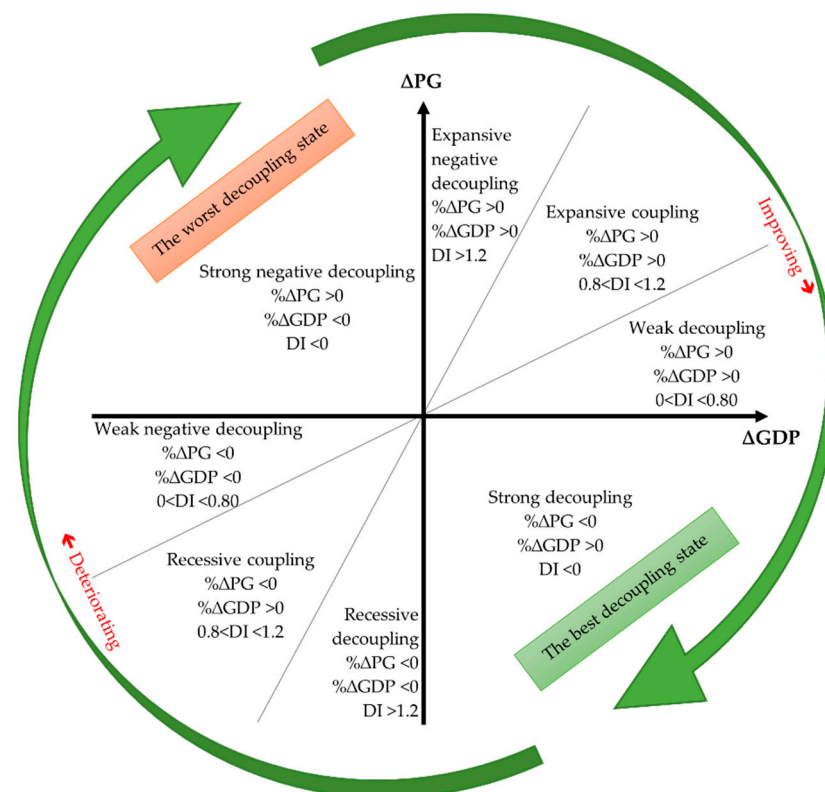 ΔPG
The worst decoupling state
Expansive
negative
decoupling
%ΔPG >0
%ΔGDP >0
DI >1.2
Expansive coupling
%ΔPG >0
%ΔGDP >0
0.8<DI <1.2
Improving →
Strong negative decoupling
%ΔPG >0
%ΔGDP <0
DI <0
Weak decoupling
%ΔPG >0
%ΔGDP >0
0<DI <0.80
ΔGDP
Weak negative decoupling
%ΔPG <0
%ΔGDP <0
0<DI <0.80
Strong decoupling
%ΔPG <0
%ΔGDP >0
DI <0
The best decoupling state
← Deteriorating
Recessive coupling
%ΔPG <0
%ΔGDP >0
0.8<DI <1.2
Recessive
decoupling
%ΔPG <0
%ΔGDP <0
DI >1.2